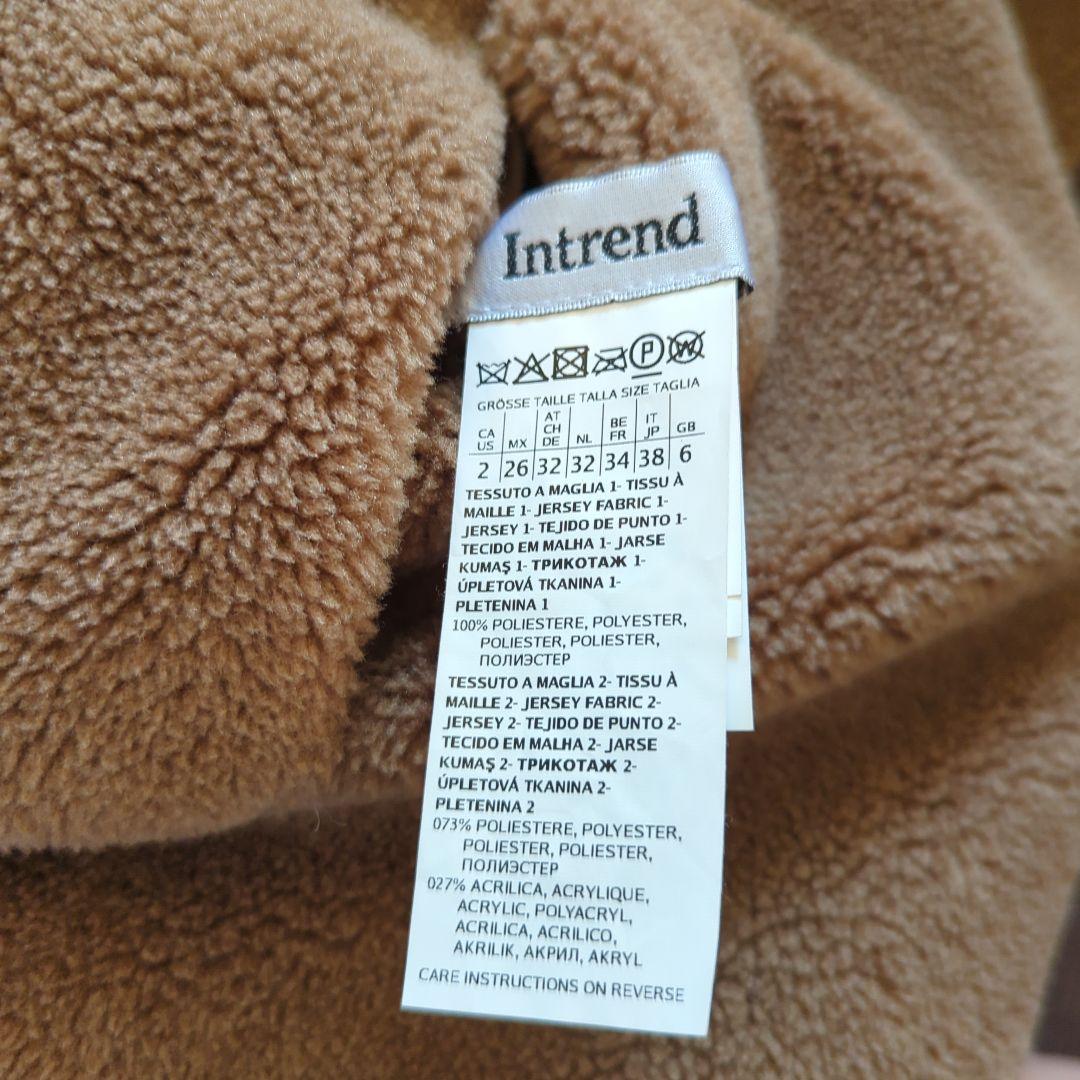 Intrend
P W
GRÖSSE TAILLE TALLA SIZE TAGLIA
CA US MX AT CH DE NL BE FR IT JP GB
2 26 32 32 34 38 6
TESSUTO A MAGLIA 1- TISSU À
MAILLE 1- JERSEY FABRIC 1-
JERSEY 1- TEJIDO DE PUNTO 1-
TECIDO EM MALHA 1- JARSE
KUMAŞ 1- ТРИКОТАЖ 1-
ÚPLETOVÁ TKANINA 1-
PLETENINA 1
100% POLIESTERE, POLYESTER,
POLIESTER, POLIESTER,
ПОЛИЭСТЕР
TESSUTO A MAGLIA 2- TISSU À
MAILLE 2- JERSEY FABRIC 2-
JERSEY 2- TEJIDO DE PUNTO 2-
TECIDO EM MALHA 2- JARSE
KUMAŞ 2- ТРИКОТАЖ 2-
ÚPLETOVÁ TKANINA 2-
PLETENINA 2
073% POLIESTERE, POLYESTER,
POLIESTER, POLIESTER,
ПОЛИЭСТЕР
027% ACRILICA, ACRYLIQUE,
ACRYLIC, POLYACRYL,
ACRILICA, ACRILICO,
AKRILIK, АКРИЛ, AKRYL
CARE INSTRUCTIONS ON REVERSE